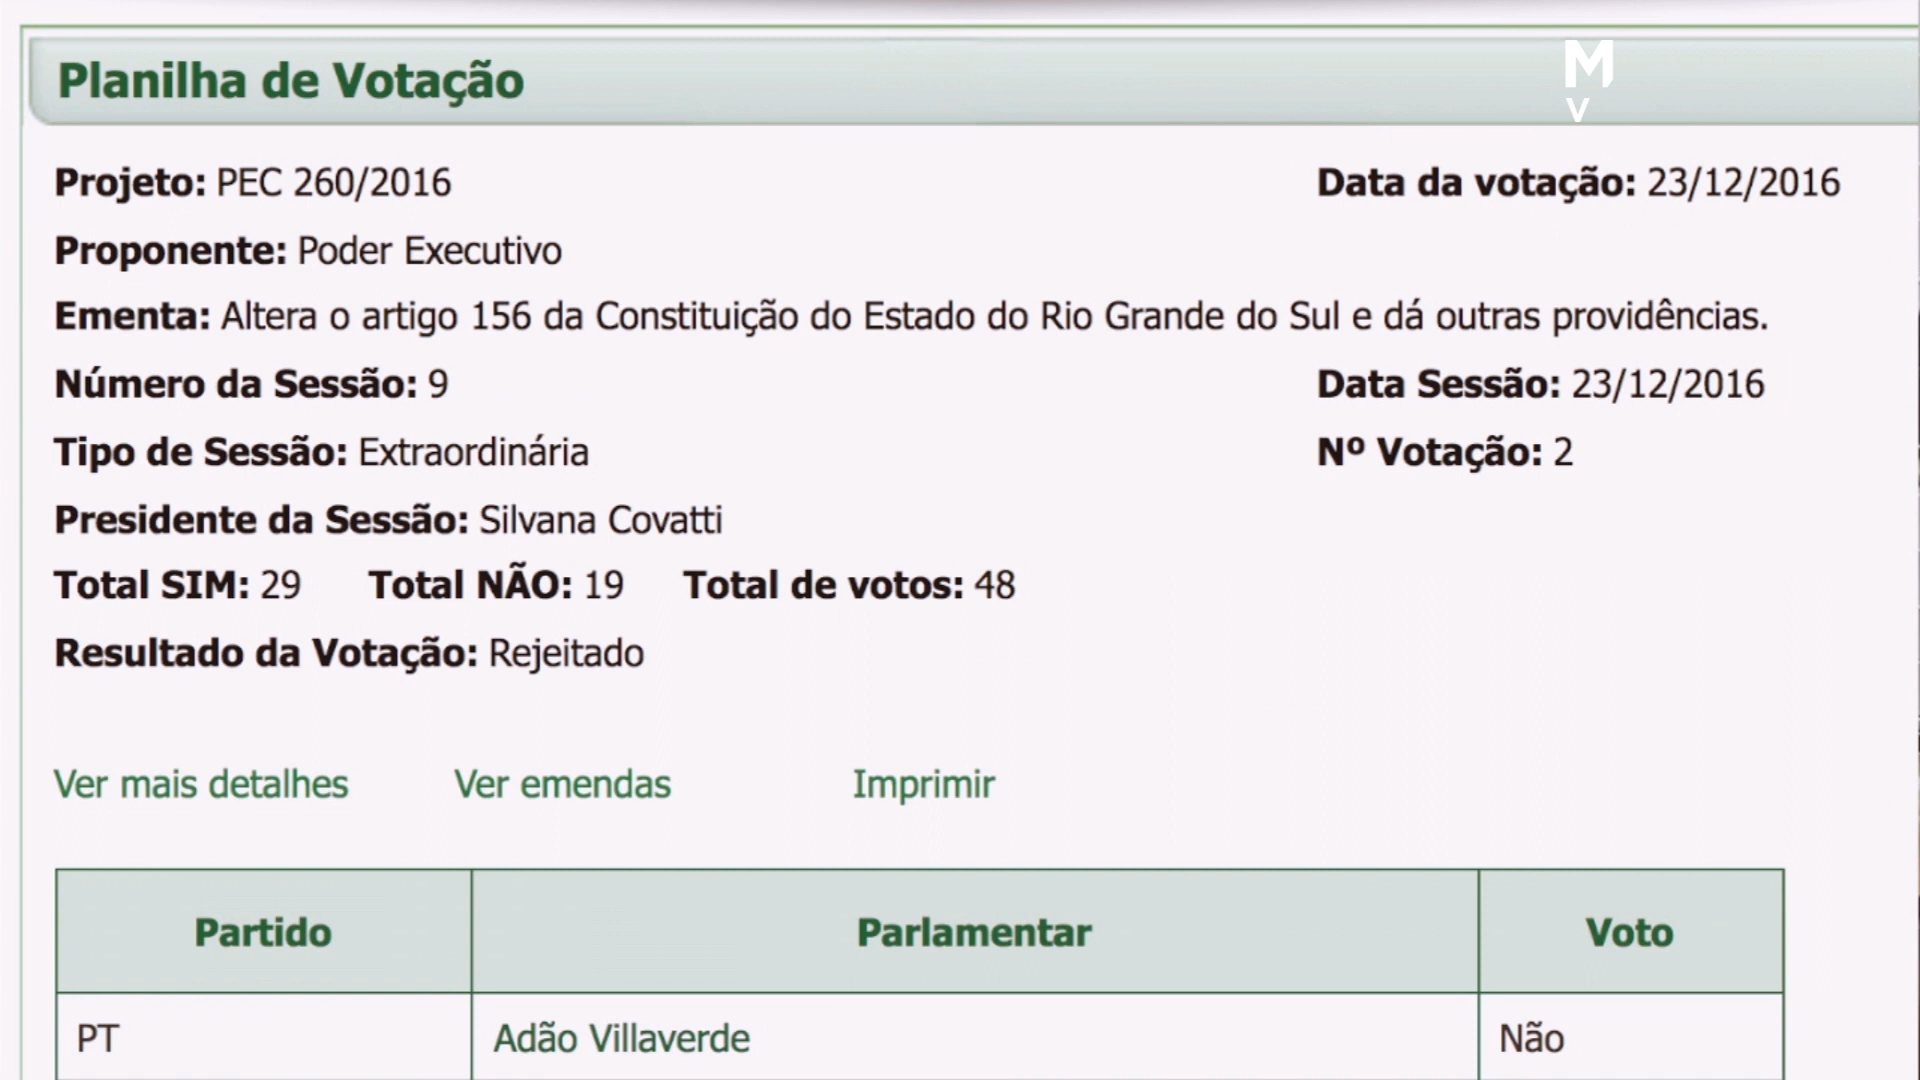 Planilha de Votação
M
V
Projeto: PEC 260/2016 Data da votação: 23/12/2016
Proponente: Poder Executivo
Ementa: Altera o artigo 156 da Constituição do Estado do Rio Grande do Sul e dá outras providências.
Número da Sessão: 9 Data Sessão: 23/12/2016
Tipo de Sessão: Extraordinária Nº Votação: 2
Presidente da Sessão: Silvana Covatti
Total SIM: 29 Total NÃO: 19 Total de votos: 48
Resultado da Votação: Rejeitado
Ver mais detalhes Ver emendas Imprimir
Partido Parlamentar Voto
PT Adão Villaverde Não